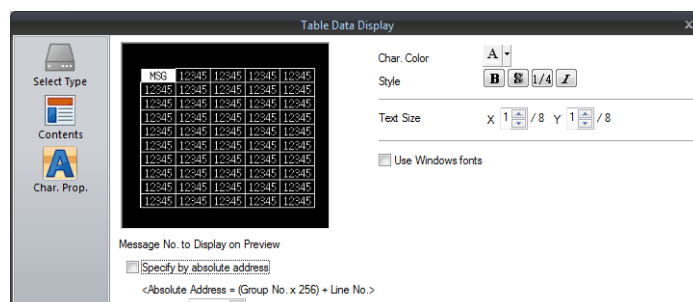 Table Data Display
x
Select Type
Contents
A
Char. Prop.
MSG 12345 12345 12345 12345
12345 12345 12345 12345 12345
12345 12345 12345 12345 12345
12345 12345 12345 12345 12345
12345 12345 12345 12345 12345
12345 12345 12345 12345 12345
12345 12345 12345 12345 12345
12345 12345 12345 12345 12345
12345 12345 12345 12345 12345
12345 12345 12345 12345 12345
Char. Color A
Style B S 1/4 I
Text Size X 1 / 8 Y 1 / 8
Use Windows fonts
Message No. to Display on Preview
Specify by absolute address
<Absolute Address = (Group No. x 256) + Line No.>